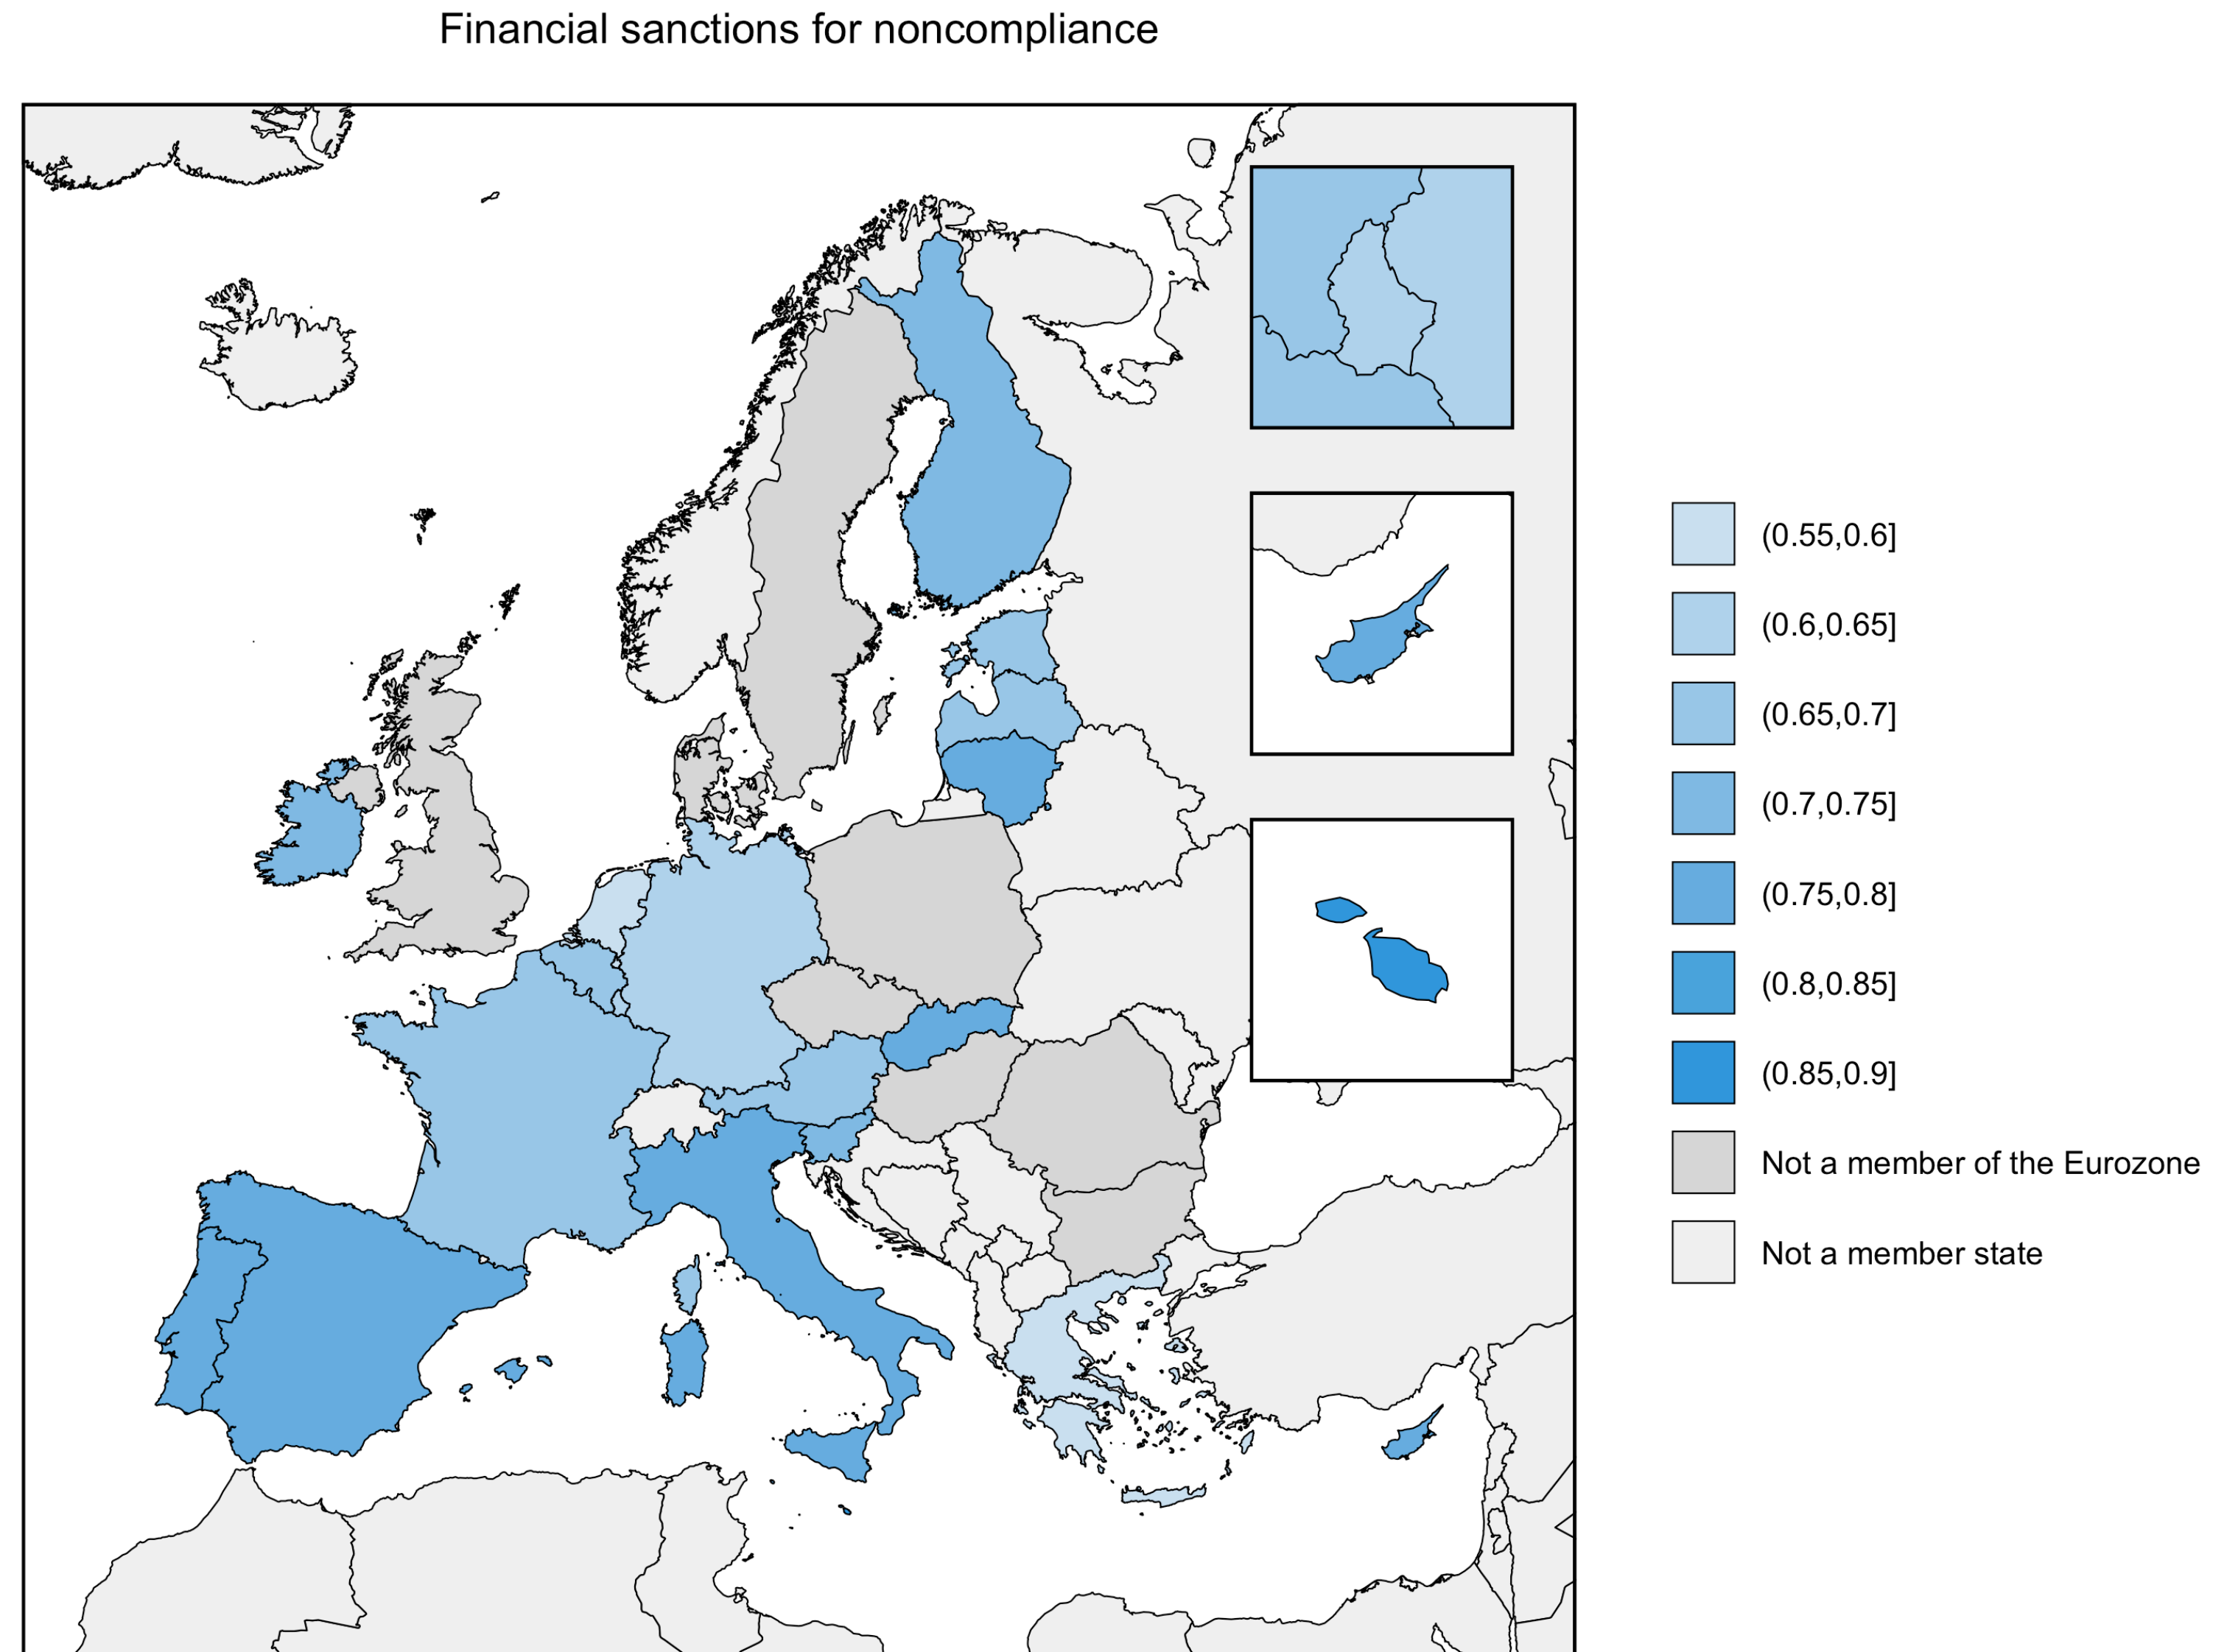 Financial sanctions for noncompliance
(0.55,0.6]
(0.6,0.65]
(0.65,0.7]
(0.7,0.75]
(0.75,0.8]
(0.8,0.85]
(0.85,0.9]
Not a member of the Eurozone
Not a member state